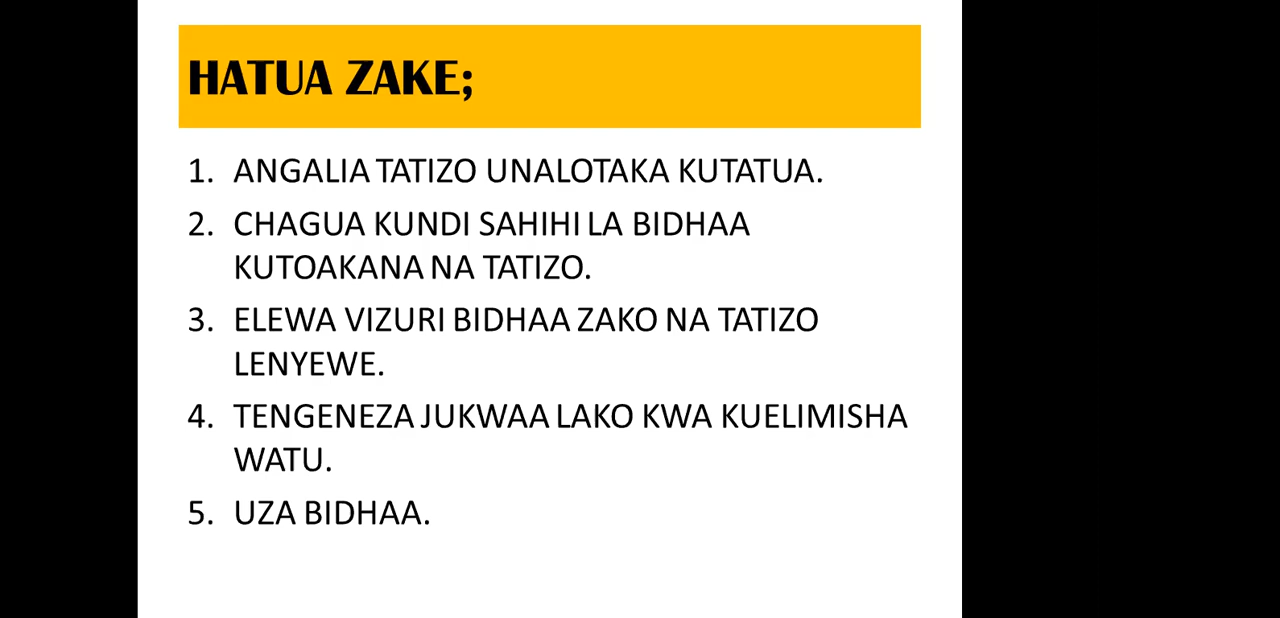 HATUA ZAKE;
1. ANGALIA TATIZO UNALOTAKA KUTATUA.
2. CHAGUA KUNDI SAHIHI LA BIDHAA
KUTOAKANA NA TATIZO.
3. ELEWA VIZURI BIDHAA ZAKO NA TATIZO
LENYEWE.
4. TENGENEZA JUKWAA LAKO KWA KUELIMISHA
WATU.
5. UZA BIDHAA.